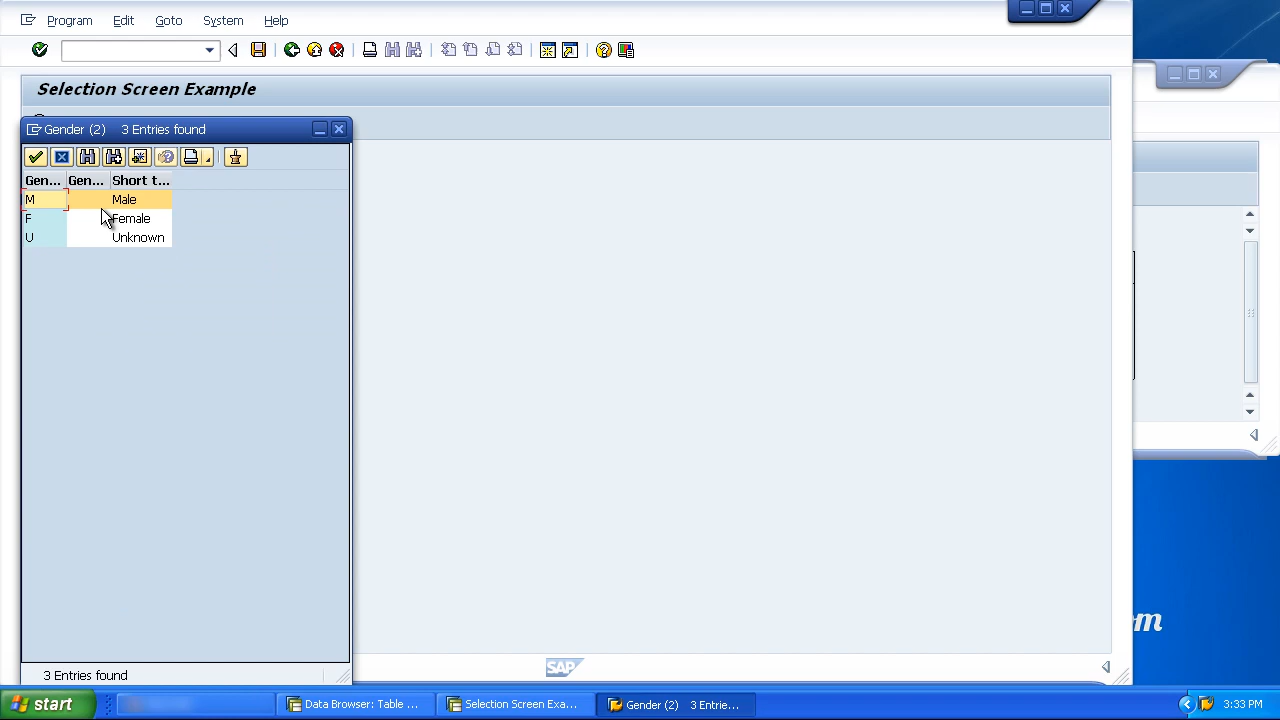 Program Edit Goto System Help
Selection Screen Example
Gender (2) 3 Entries found
Gen... Gen... Short t...
M Male
F Female
U Unknown
3 Entries found
SAP
om
start Data Browser: Table ... Selection Screen Exa... Gender (2) 3 Entrie... 3:33 PM